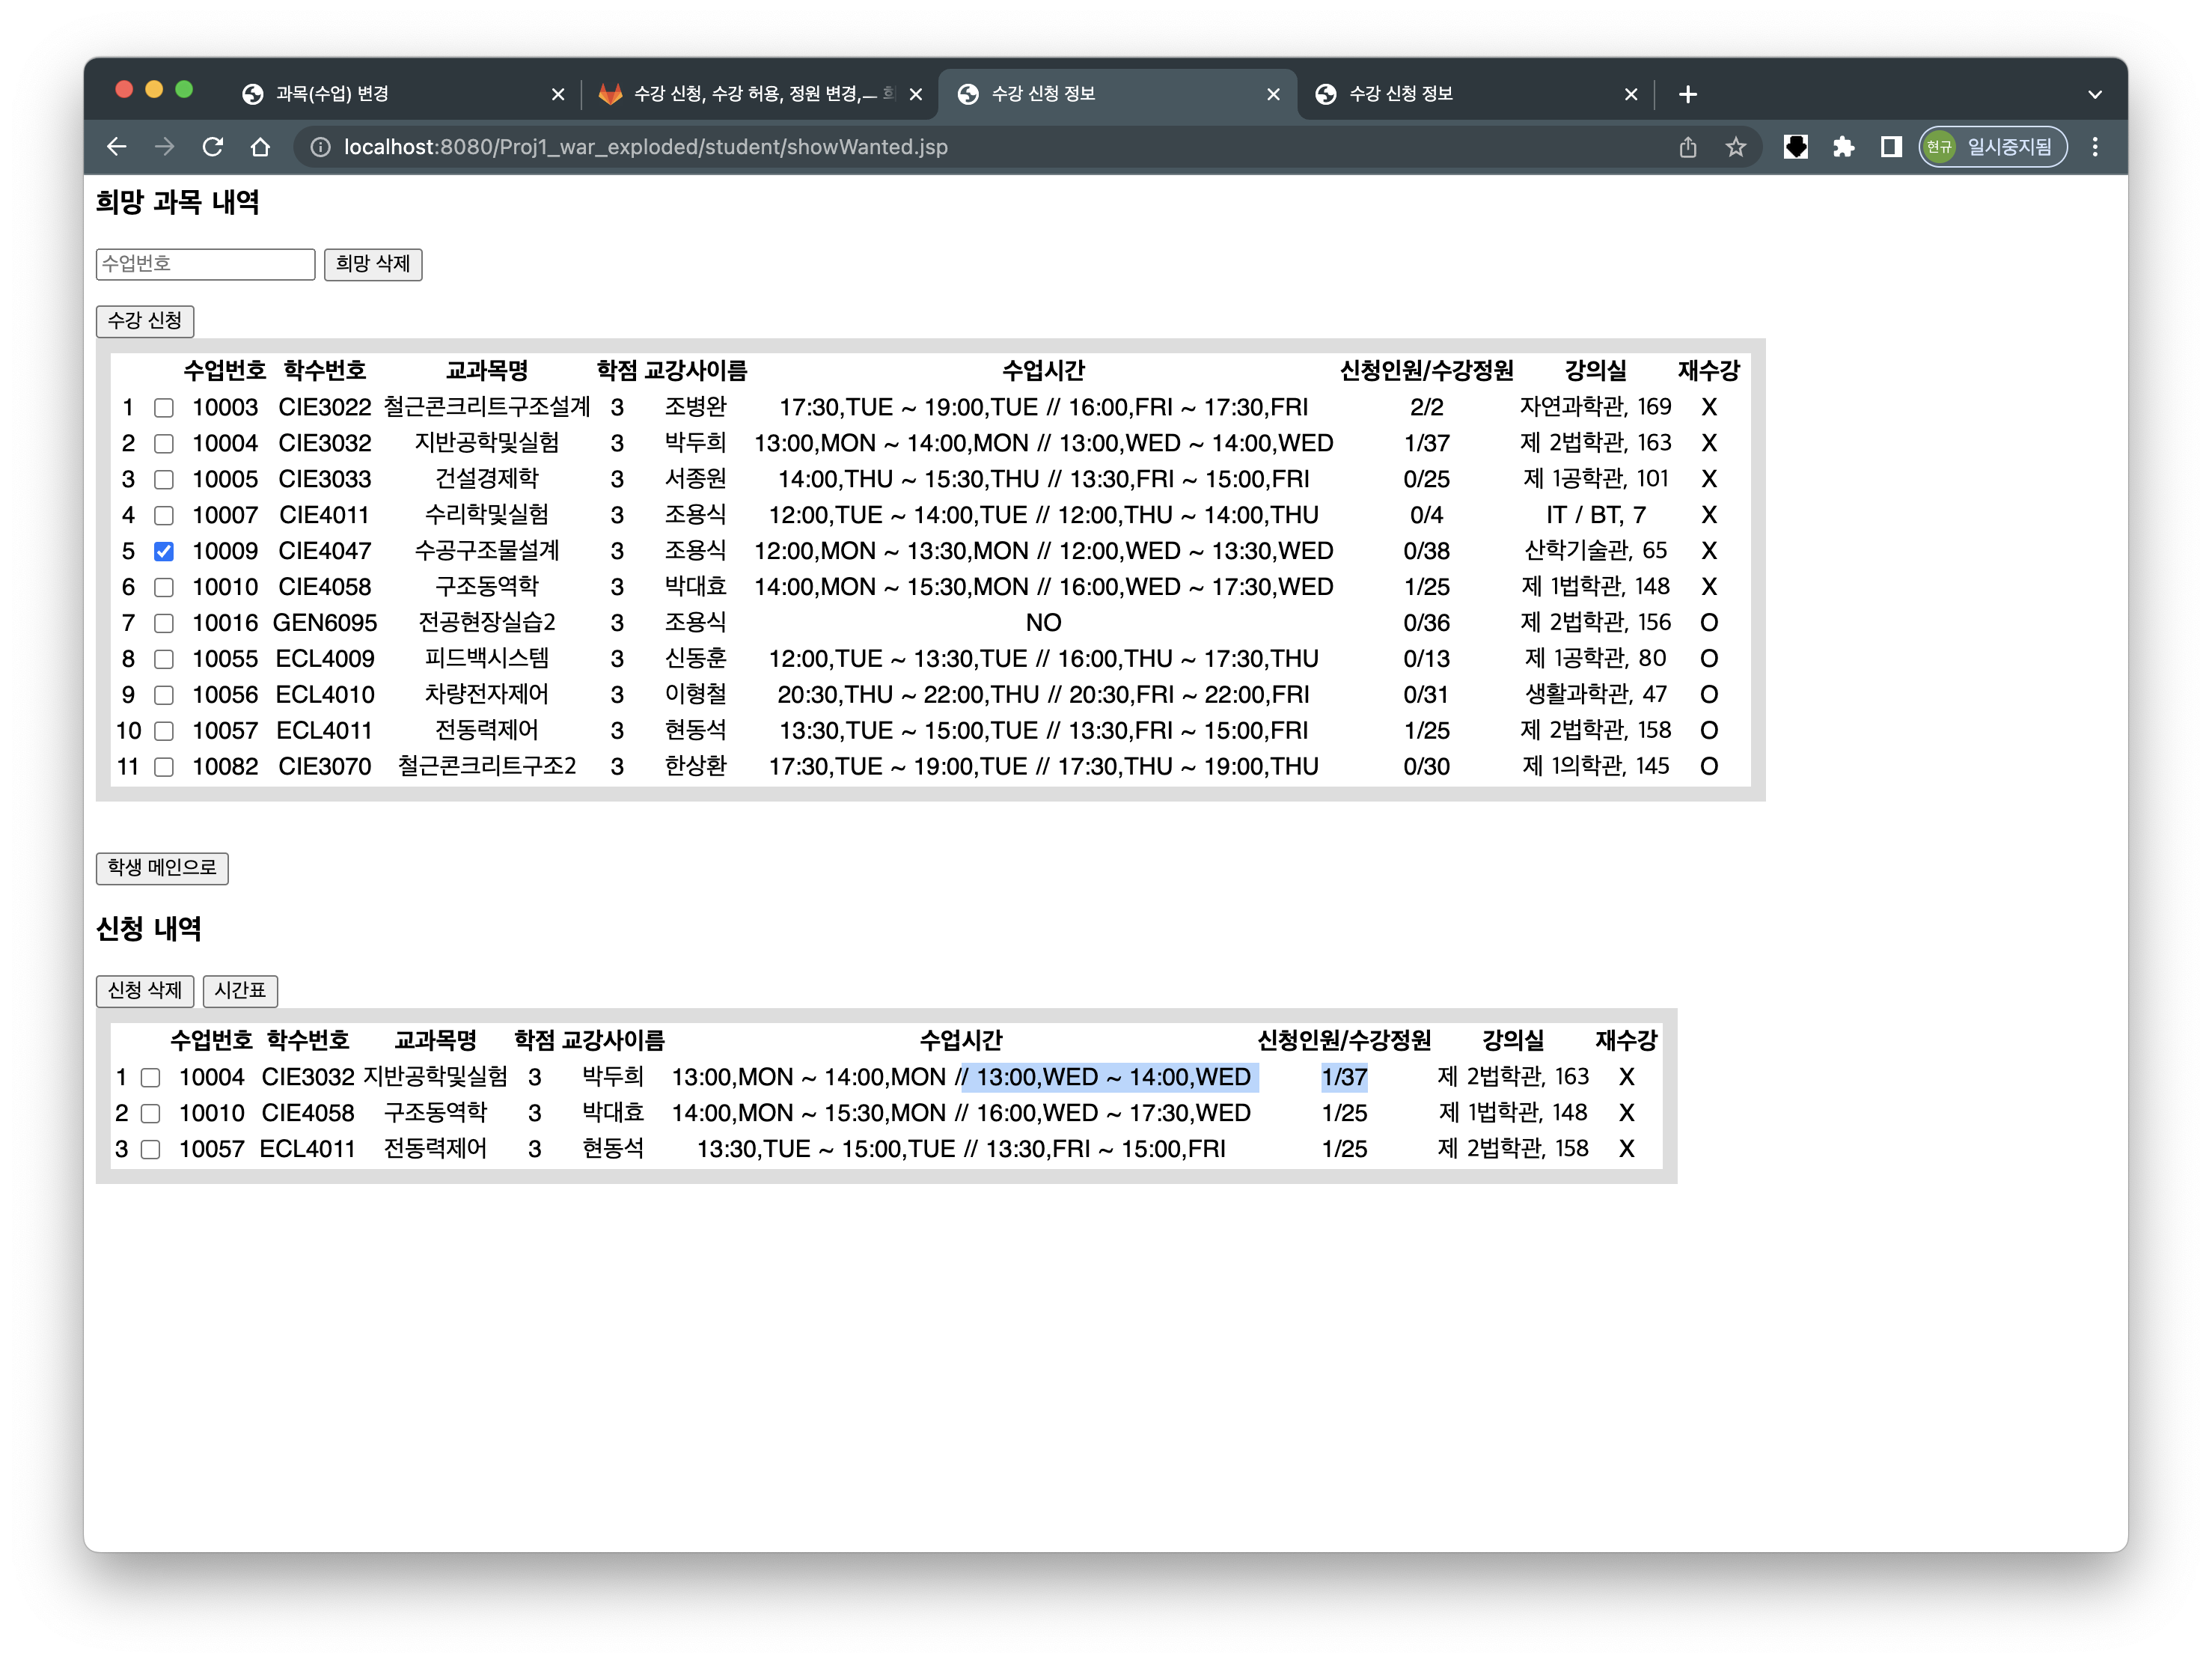 과목(수업) 변경
수강 신청, 수강 허용, 정원 변경,
수강 신청 정보
수강 신청 정보
localhost:8080/Proj1_war_exploded/student/showWanted.jsp
현규 일시중지됨
희망 과목 내역
수업번호 희망 삭제
수강 신청
수업번호 학수번호 교과목명 학점 교강사이름 수업시간 신청인원/수강정원 강의실 재수강
1 10003 CIE3022 철근콘크리트구조설계 3 조병완 17:30,TUE ~ 19:00,TUE // 16:00,FRI ~ 17:30,FRI 2/2 자연과학관, 169 X
2 10004 CIE3032 지반공학및실험 3 박두희 13:00,MON ~ 14:00,MON // 13:00,WED ~ 14:00,WED 1/37 제 2법학관, 163 X
3 10005 CIE3033 건설경제학 3 서종원 14:00,THU ~ 15:30,THU // 13:30,FRI ~ 15:00,FRI 0/25 제 1공학관, 101 X
4 10007 CIE4011 수리학및실험 3 조용식 12:00,TUE ~ 14:00,TUE // 12:00,THU ~ 14:00,THU 0/4 IT / BT, 7 X
5 10009 CIE4047 수공구조물설계 3 조용식 12:00,MON ~ 13:30,MON // 12:00,WED ~ 13:30,WED 0/38 산학기술관, 65 X
6 10010 CIE4058 구조동역학 3 박대효 14:00,MON ~ 15:30,MON // 16:00,WED ~ 17:30,WED 1/25 제 1법학관, 148 X
7 10016 GEN6095 전공현장실습2 3 조용식 NO 0/36 제 2법학관, 156 O
8 10055 ECL4009 피드백시스템 3 신동훈 12:00,TUE ~ 13:30,TUE // 16:00,THU ~ 17:30,THU 0/13 제 1공학관, 80 O
9 10056 ECL4010 차량전자제어 3 이형철 20:30,THU ~ 22:00,THU // 20:30,FRI ~ 22:00,FRI 0/31 생활과학관, 47 O
10 10057 ECL4011 전동력제어 3 현동석 13:30,TUE ~ 15:00,TUE // 13:30,FRI ~ 15:00,FRI 1/25 제 2법학관, 158 O
11 10082 CIE3070 철근콘크리트구조2 3 한상환 17:30,TUE ~ 19:00,TUE // 17:30,THU ~ 19:00,THU 0/30 제 1의학관, 145 O
학생 메인으로
신청 내역
신청 삭제 시간표
수업번호 학수번호 교과목명 학점 교강사이름 수업시간 신청인원/수강정원 강의실 재수강
1 10004 CIE3032 지반공학및실험 3 박두희 13:00,MON ~ 14:00,MON // 13:00,WED ~ 14:00,WED 1/37 제 2법학관, 163 X
2 10010 CIE4058 구조동역학 3 박대효 14:00,MON ~ 15:30,MON // 16:00,WED ~ 17:30,WED 1/25 제 1법학관, 148 X
3 10057 ECL4011 전동력제어 3 현동석 13:30,TUE ~ 15:00,TUE // 13:30,FRI ~ 15:00,FRI 1/25 제 2법학관, 158 X